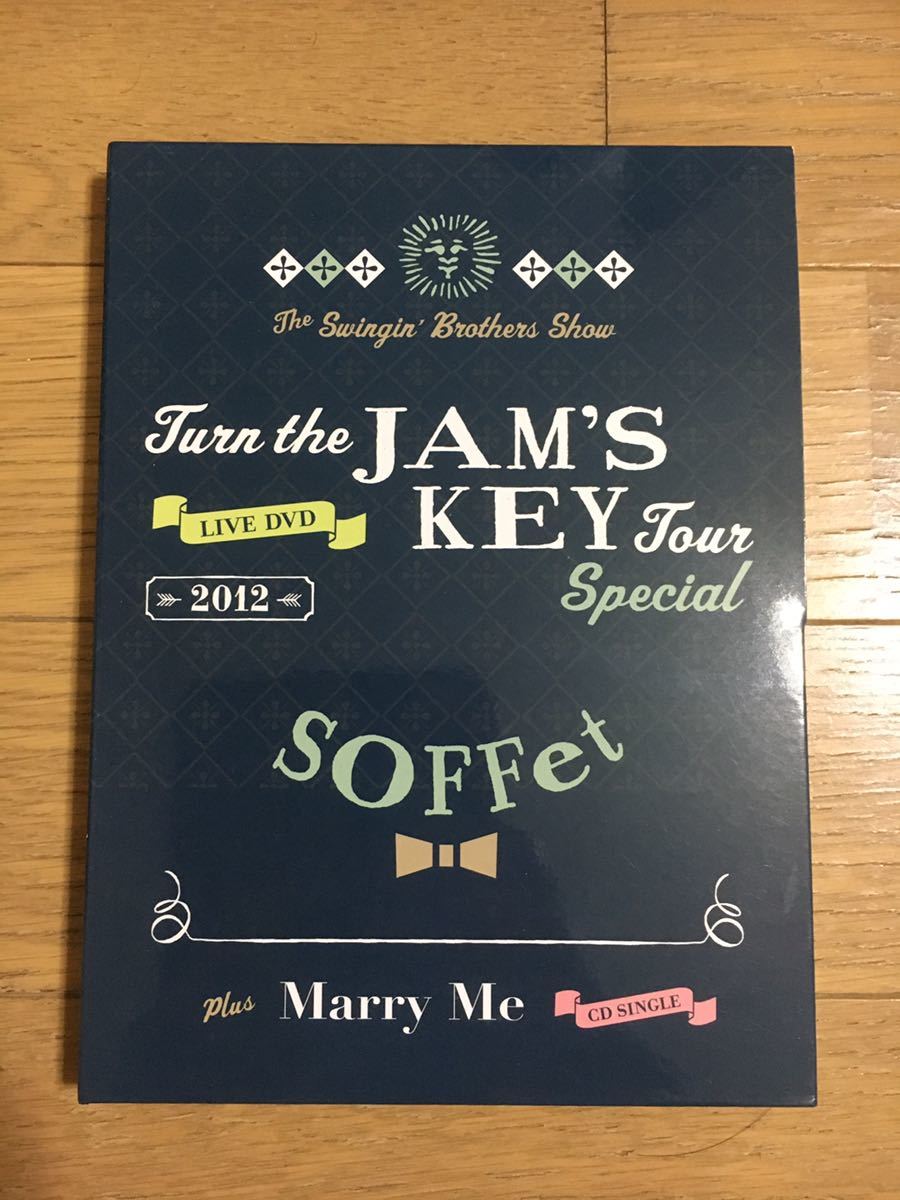 The Swingin' Brothers Show
Turn the JAM'S
LIVE DVD
KEY Tour
2012
Special
SOFFet
plus Marry Me CD SINGLE